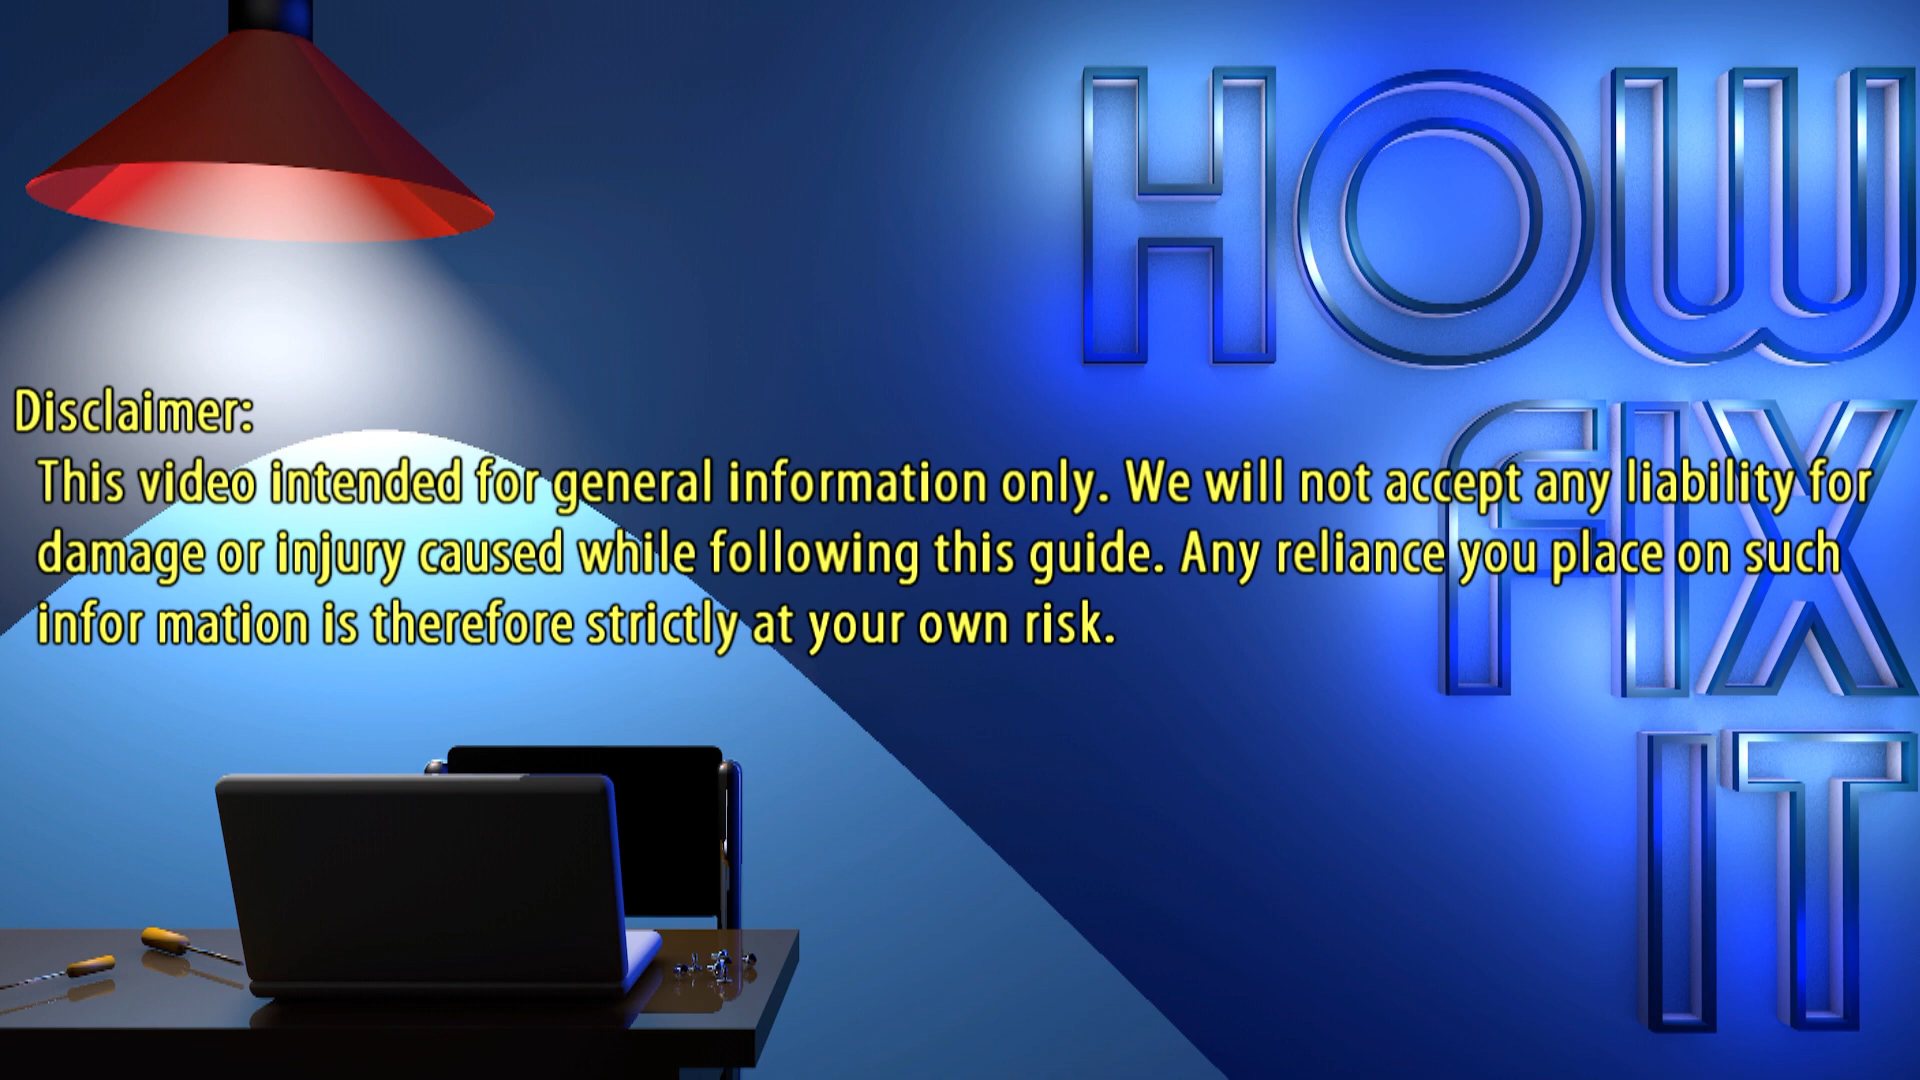 HOW
FIX
IT
Disclaimer:
This video intended for general information only. We will not accept any liability for
damage or injury caused while following this guide. Any reliance you place on such
infor mation is therefore strictly at your own risk.